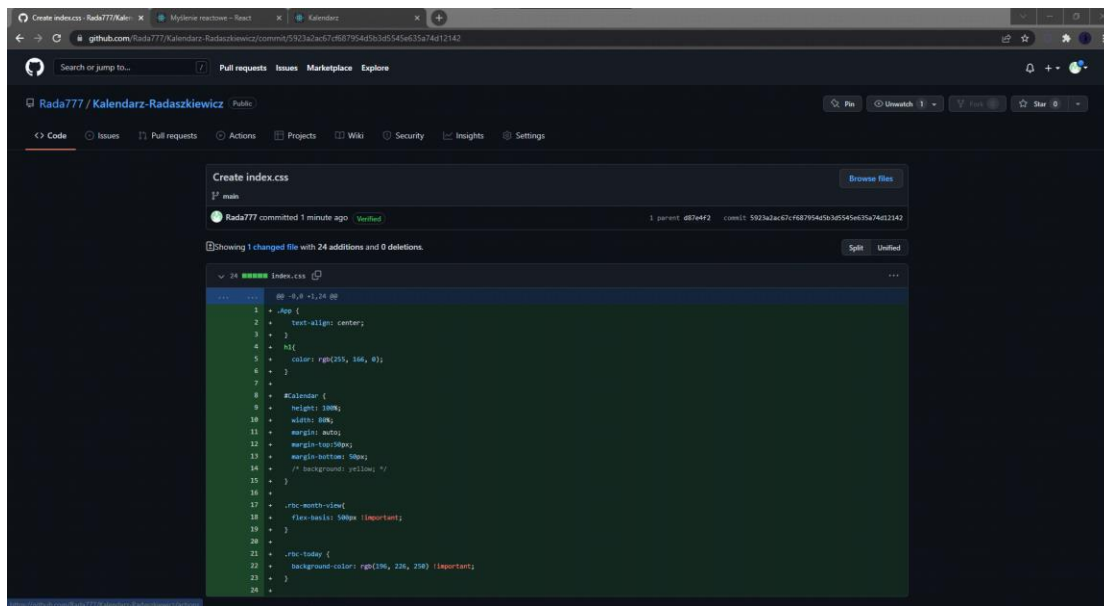 Create index.css · Rada777/Kalen
Myślenie reactowe – React
Kalendarz
github.com/Rada777/Kalendarz-Radaszkiewicz/commit/5923a2ac67cf687954d5b3d5545e635a74d12142
Search or jump to...
/
Pull requests Issues Marketplace Explore
Rada777 / Kalendarz-Radaszkiewicz Public
Pin Unwatch 1 Fork 0 Star 0
<> Code Issues Pull requests Actions Projects Wiki Security Insights Settings
Create index.css
Browse files
main
Rada777 committed 1 minute ago Verified
1 parent d87e4f2 commit 5923a2ac67cf687954d5b3d5545e635a74d12142
Showing 1 changed file with 24 additions and 0 deletions.
Split Unified
24 index.css
...
... ... @@ -0,0 +1,24 @@
1 + .App {
2 + text-align: center;
3 + }
4 + h1{
5 + color: rgb(255, 166, 0);
6 + }
7 +
8 + #Calendar {
9 + height: 100%;
10 + width: 80%;
11 + margin: auto;
12 + margin-top:50px;
13 + margin-bottom: 50px;
14 + /* background: yellow; */
15 + }
16 +
17 + .rbc-month-view{
18 + flex-basis: 500px !important;
19 + }
20 +
21 + .rbc-today {
22 + background-color: rgb(196, 226, 250) !important;
23 + }
24 +